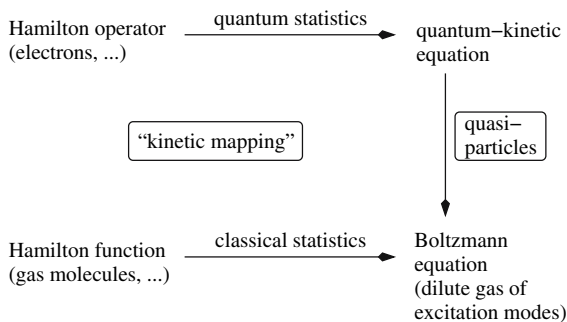 Hamilton operator
(electrons, ...)
quantum statistics
quantum−kinetic
equation
“kinetic mapping”
quasi−
particles
Hamilton function
(gas molecules, ...)
classical statistics
Boltzmann
equation
(dilute gas of
excitation modes)